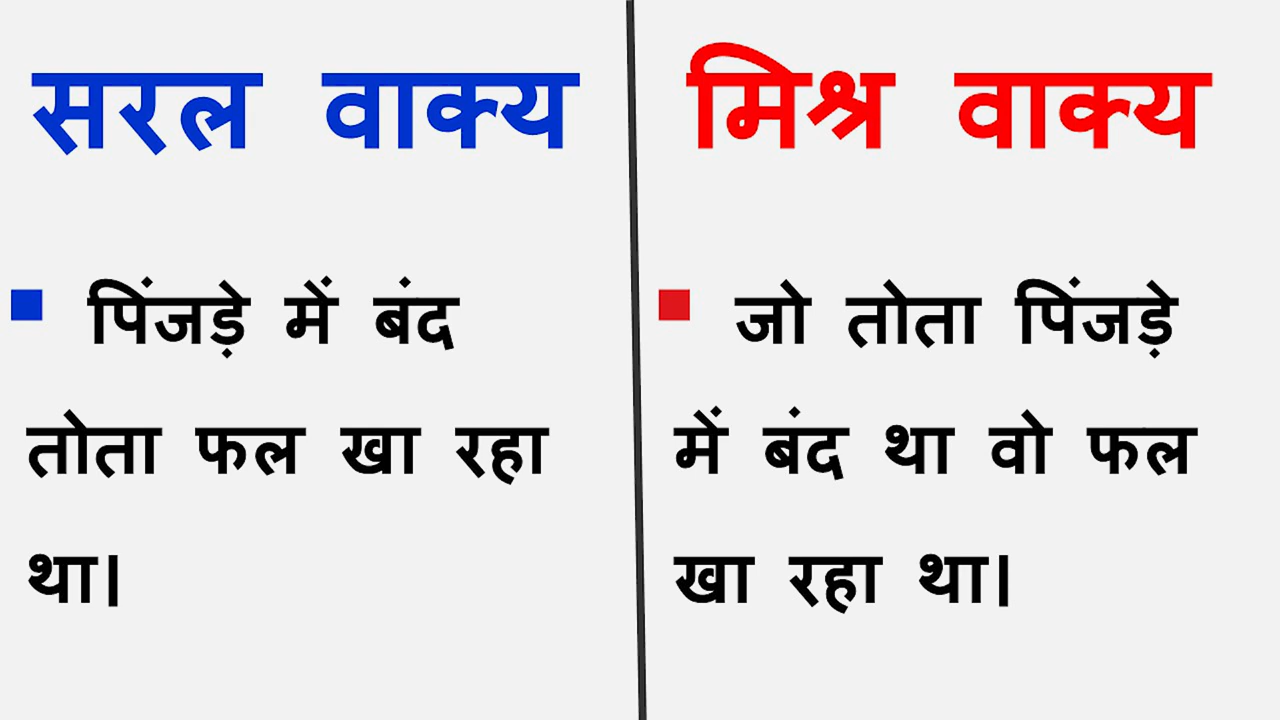 सरल वाक्य
पिंजड़े में बंद
तोता फल खा रहा
था।
मिश्र वाक्य
जो तोता पिंजड़े
में बंद था वो फल
खा रहा था।